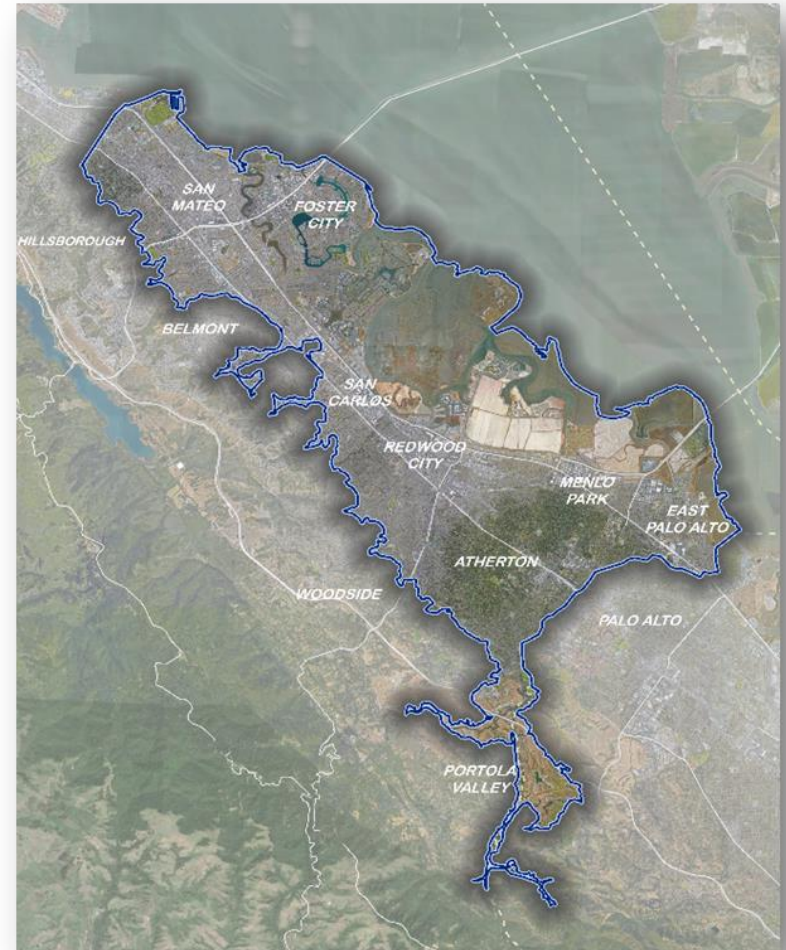 SAN
MATEO
FOSTER
CITY
HILLSBOROUGH
BELMONT
SAN
CARLOS
REDWOOD
CITY
MENLO
PARK
EAST
PALO ALTO
ATHERTON
WOODSIDE
PALO ALTO
PORTOLA
VALLEY